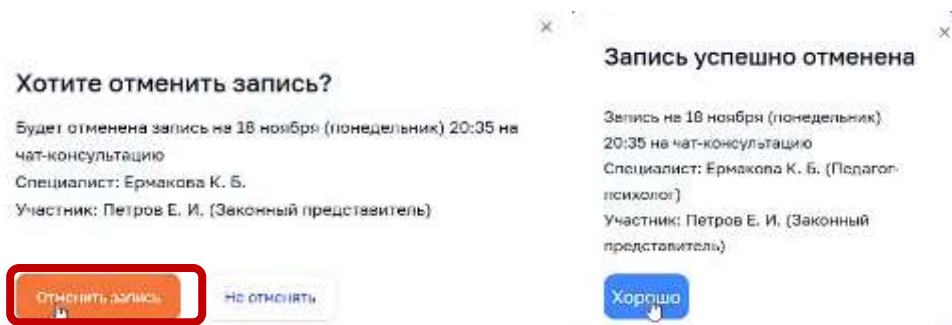 Хотите отменить запись?
Будет отменена запись на 18 ноября (понедельник) 20:35 на
чат-консультацию
Специалист: Ермакова К. Б.
Участник: Петров Е. И. (Законный представитель)
Отменить запись
Не отменять
Запись успешно отменена
Запись на 18 ноября (понедельник)
20:35 на чат-консультацию
Специалист: Ермакова К. Б. (Педагог-
психолог)
Участник: Петров Е. И. (Законный
представитель)
Хорошо